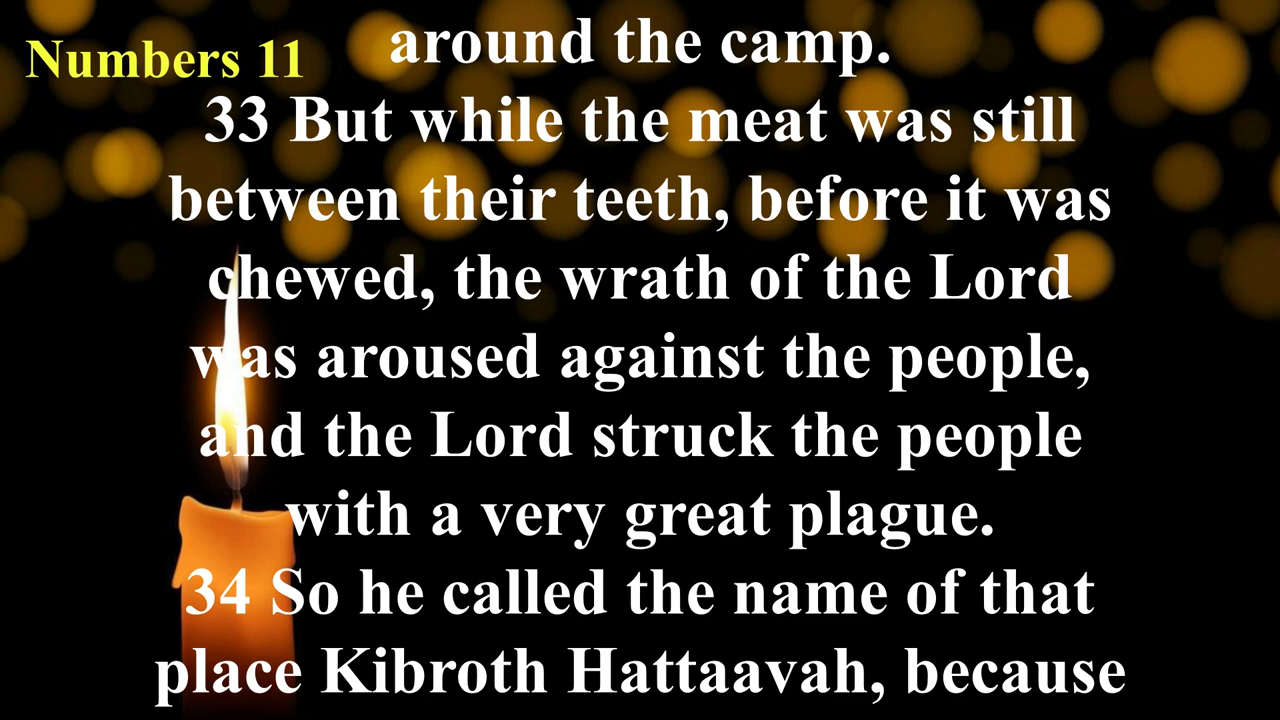 Numbers 11
around the camp.
33 But while the meat was still
between their teeth, before it was
chewed, the wrath of the Lord
was aroused against the people,
and the Lord struck the people
with a very great plague.
34 So he called the name of that
place Kibroth Hattaavah, because